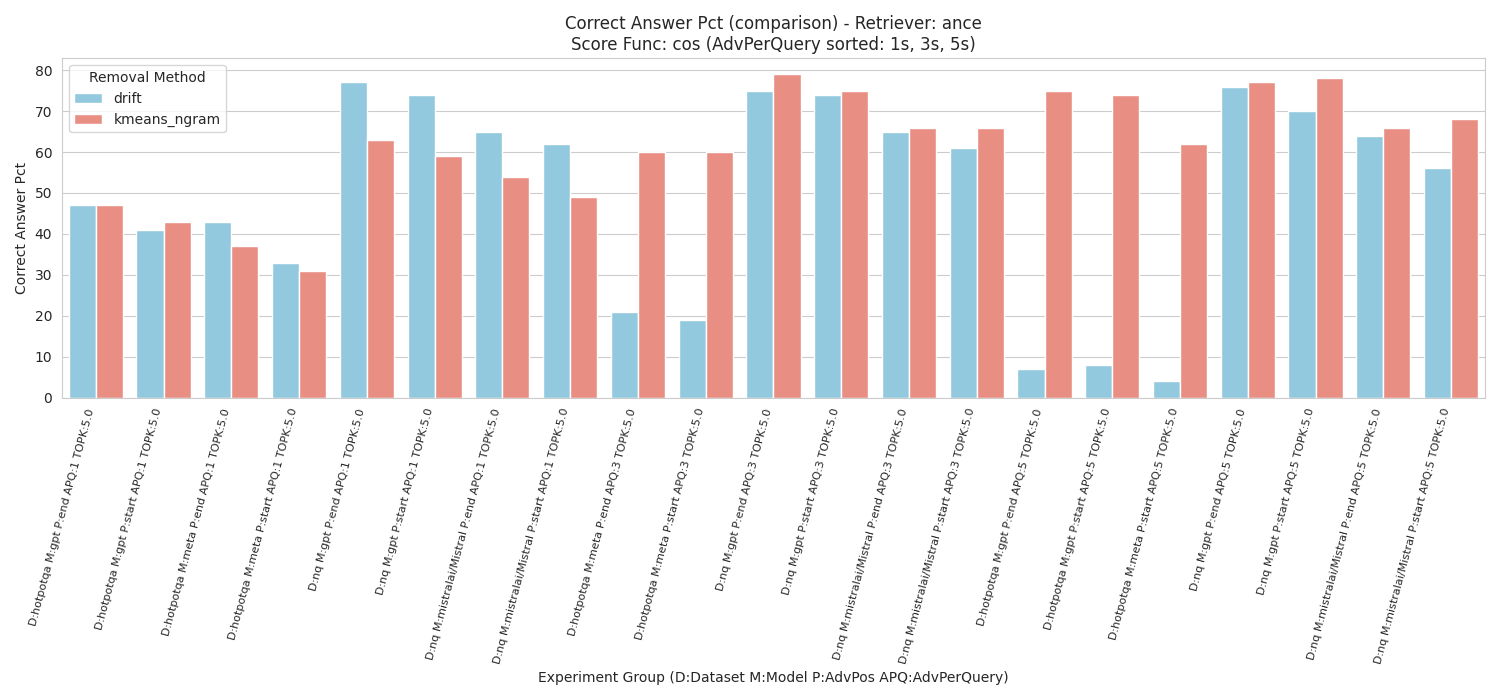 Correct Answer Pct (comparison) - Retriever: ance
Score Func: cos (AdvPerQuery sorted: 1s, 3s, 5s)
Removal Method
drift
kmeans_ngram
Correct Answer Pct
80
70
60
50
40
30
20
10
0
D:hotpotqa M:gpt P:end APQ:1 TOPK:5.0
D:hotpotqa M:gpt P:start APQ:1 TOPK:5.0
D:hotpotqa M:meta P:end APQ:1 TOPK:5.0
D:hotpotqa M:meta P:start APQ:1 TOPK:5.0
D:nq M:gpt P:end APQ:1 TOPK:5.0
D:nq M:gpt P:start APQ:1 TOPK:5.0
D:nq M:mistralai/Mistral P:end APQ:1 TOPK:5.0
D:nq M:mistralai/Mistral P:start APQ:1 TOPK:5.0
D:hotpotqa M:meta P:end APQ:3 TOPK:5.0
D:hotpotqa M:meta P:start APQ:3 TOPK:5.0
D:nq M:gpt P:end APQ:3 TOPK:5.0
D:nq M:gpt P:start APQ:3 TOPK:5.0
D:nq M:mistralai/Mistral P:end APQ:3 TOPK:5.0
D:nq M:mistralai/Mistral P:start APQ:3 TOPK:5.0
D:hotpotqa M:gpt P:end APQ:5 TOPK:5.0
D:hotpotqa M:gpt P:start APQ:5 TOPK:5.0
D:hotpotqa M:meta P:start APQ:5 TOPK:5.0
D:nq M:gpt P:end APQ:5 TOPK:5.0
D:nq M:gpt P:start APQ:5 TOPK:5.0
D:nq M:mistralai/Mistral P:end APQ:5 TOPK:5.0
D:nq M:mistralai/Mistral P:start APQ:5 TOPK:5.0
Experiment Group (D:Dataset M:Model P:AdvPos APQ:AdvPerQuery)